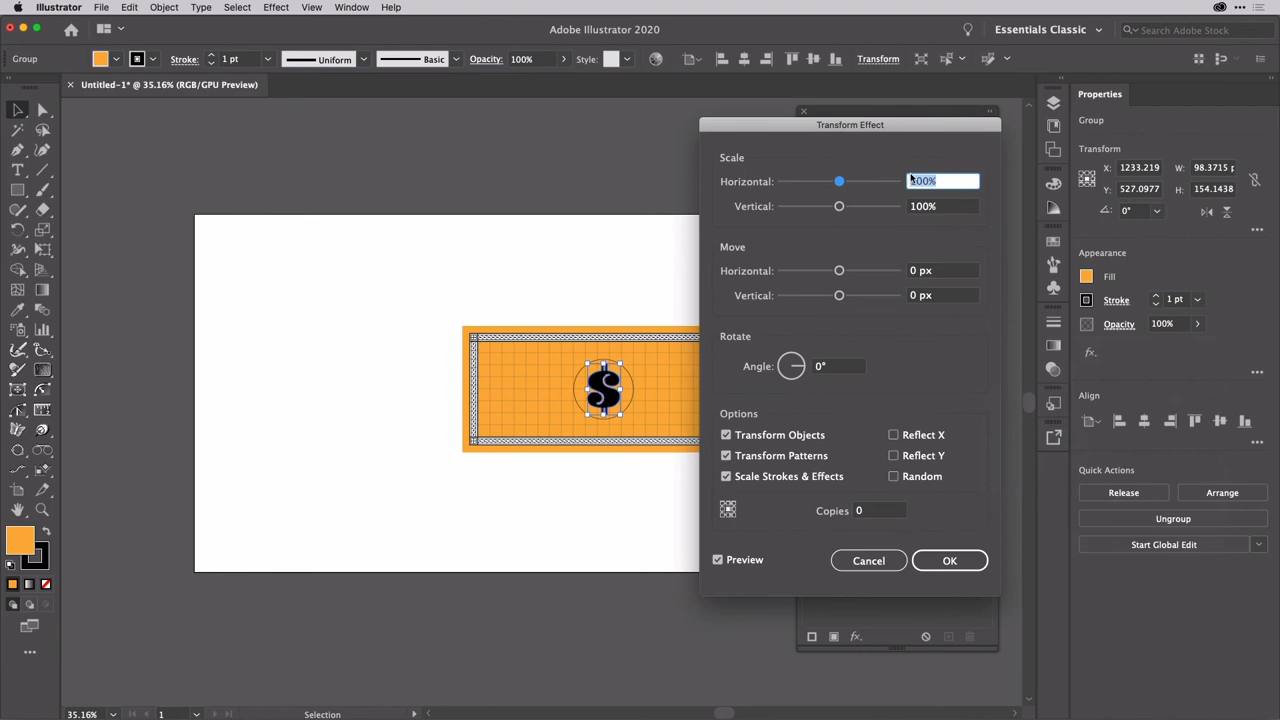 Illustrator File Edit Object Type Select Effect View Window Help
Adobe Illustrator 2020
Essentials Classic
Search Adobe Stock
Group
Stroke: 1 pt
Uniform
Basic
Opacity: 100%
Style:
Transform
Untitled-1* @ 35.16% (RGB/GPU Preview)
Transform Effect
Scale
Horizontal: 100%
Vertical: 100%
Move
Horizontal: 0 px
Vertical: 0 px
Rotate
Angle: 0°
Options
Transform Objects
Reflect X
Transform Patterns
Reflect Y
Scale Strokes & Effects
Random
Copies 0
Preview
Cancel
OK
fx.
$
Properties
Group
Transform
X: 1233.219 W: 98.3715 p
Y: 527.0977 H: 154.1438
0°
Appearance
Fill
Stroke 1 pt
Opacity 100%
fx.
Align
Quick Actions
Release
Arrange
Ungroup
Start Global Edit
35.16%
1
Selection